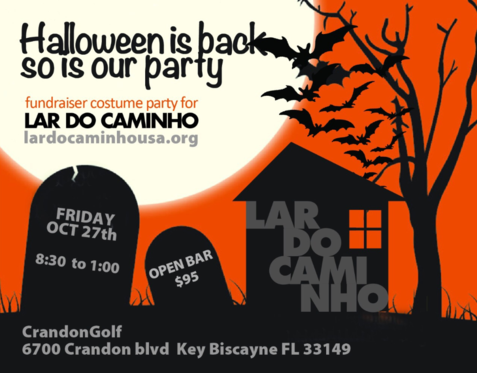 Halloween is back
so is our party
fundraiser costume party for
LAR DO CAMINHO
lardocaminhousa.org
FRIDAY
OCT 27th
8:30 to 1:00
OPEN BAR
$95
LAR
DO
CAMI
NHO
CrandonGolf
6700 Crandon blvd Key Biscayne FL 33149